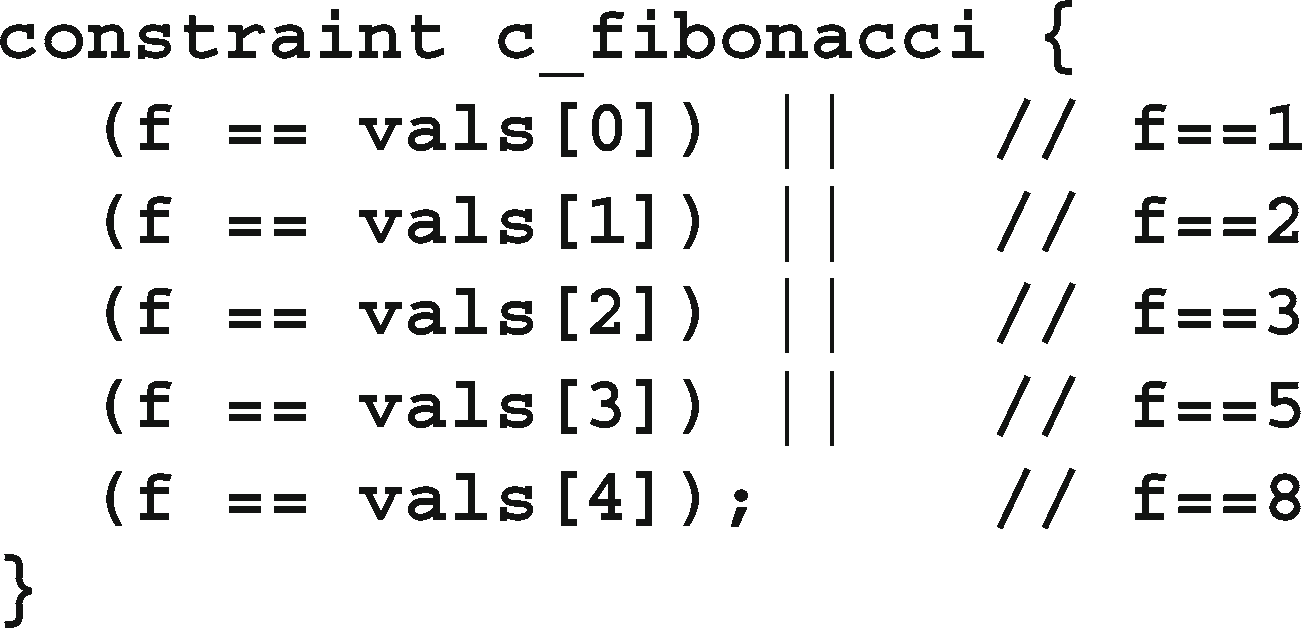 constraint c_fibonacci {
  (f == vals[0]) ||    // f==1
  (f == vals[1]) ||    // f==2
  (f == vals[2]) ||    // f==3
  (f == vals[3]) ||    // f==5
  (f == vals[4]);      // f==8
}